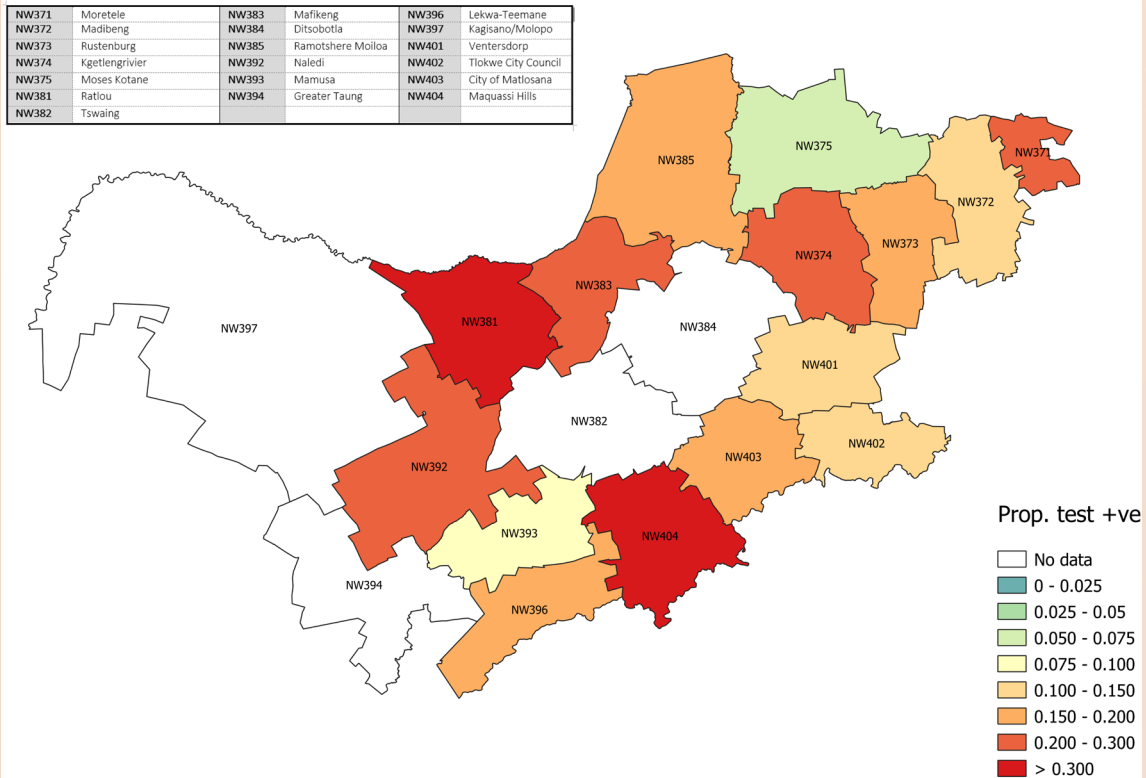 NW371 Moretele NW383 Mafikeng NW396 Lekwa-Teemane
NW372 Madibeng NW384 Ditsobotla NW397 Kagisano/Molopo
NW373 Rustenburg NW385 Ramotshere Moiloa NW401 Ventersdorp
NW374 Kgetlengrivier NW392 Naledi NW402 Tlokwe City Council
NW375 Moses Kotane NW393 Mamusa NW403 City of Matlosana
NW381 Ratlou NW394 Greater Taung NW404 Maquassi Hills
NW382 Tswaing
NW375
NW371
NW385
NW372
NW373
NW374
NW383
NW381
NW384
NW397
NW401
NW382
NW402
NW403
NW392
NW393
NW404
NW394
NW396
Prop. test +ve
No data
0 - 0.025
0.025 - 0.05
0.050 - 0.075
0.075 - 0.100
0.100 - 0.150
0.150 - 0.200
0.200 - 0.300
> 0.300